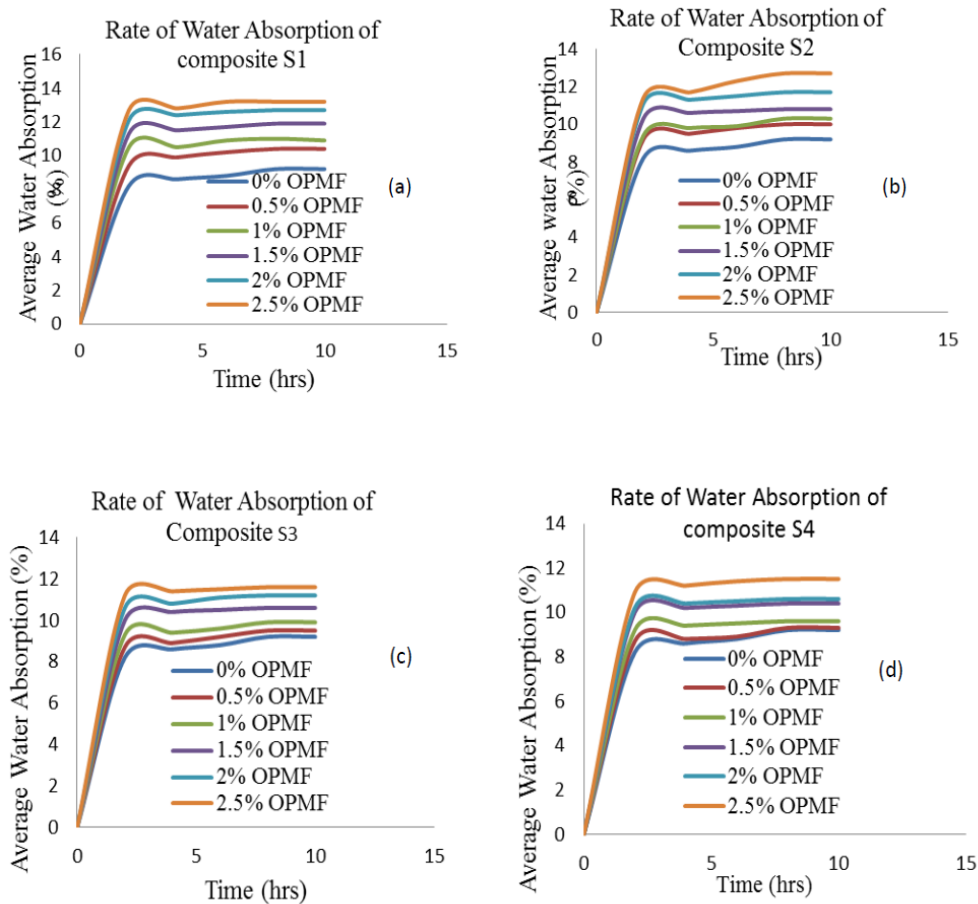 Rate of Water Absorption of
composite S1
Average Water Absorption
(%)
16
14
12
10
8
6
4
2
0
0
5
10
15
Time (hrs)
0% OPMF
0.5% OPMF
1% OPMF
1.5% OPMF
2% OPMF
2.5% OPMF
(a)
Rate of Water Absorption of
Composite S2
Average water Absorption
(%)
14
12
10
8
6
4
2
0
0
5
10
15
Time (hrs)
0% OPMF
0.5% OPMF
1% OPMF
1.5% OPMF
2% OPMF
2.5% OPMF
(b)
Rate of Water Absorption of
Composite S3
Average Water Absorption (%)
14
12
10
8
6
4
2
0
0
5
10
15
Time (hrs)
0% OPMF
0.5% OPMF
1% OPMF
1.5% OPMF
2% OPMF
2.5% OPMF
(c)
Rate of Water Absorption of
composite S4
Average Water Absorption (%)
14
12
10
8
6
4
2
0
0
5
10
15
Time (hrs)
0% OPMF
0.5% OPMF
1% OPMF
1.5% OPMF
2% OPMF
2.5% OPMF
(d)